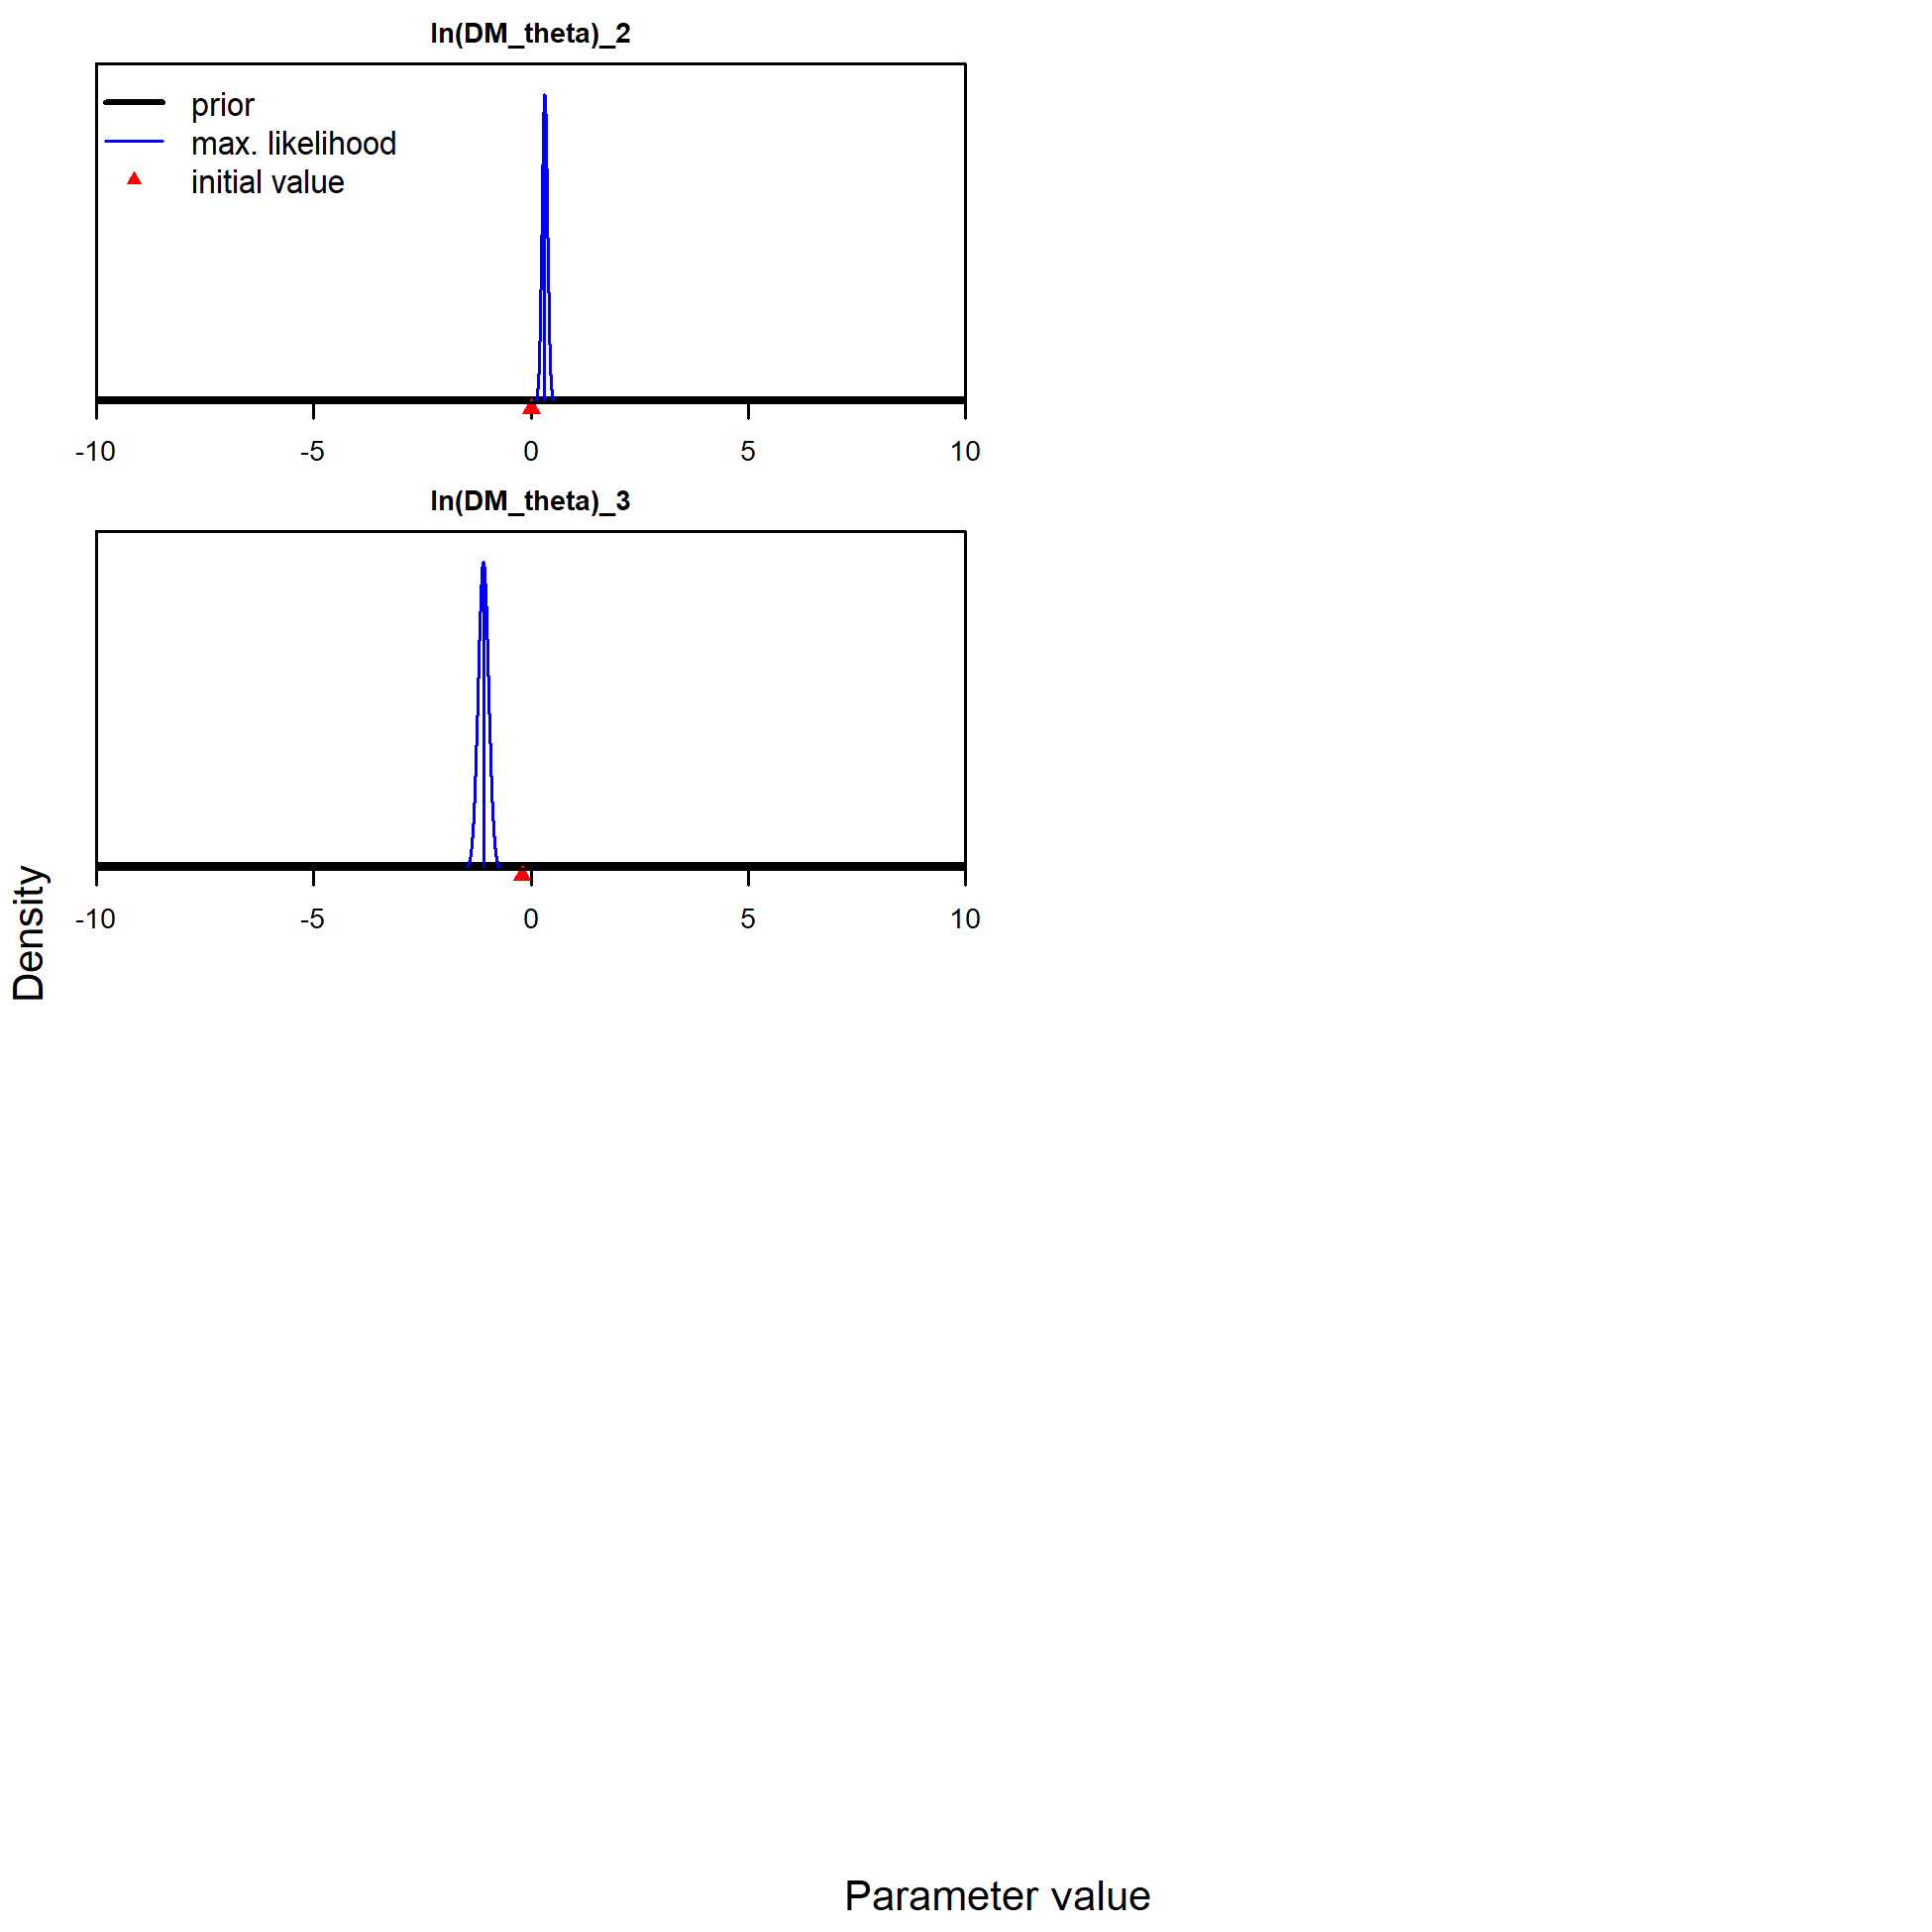 ln(DM_theta)_2
prior
max. likelihood
initial value
-10 -5 0 5 10
ln(DM_theta)_3
-10 -5 0 5 10
Density
Parameter value